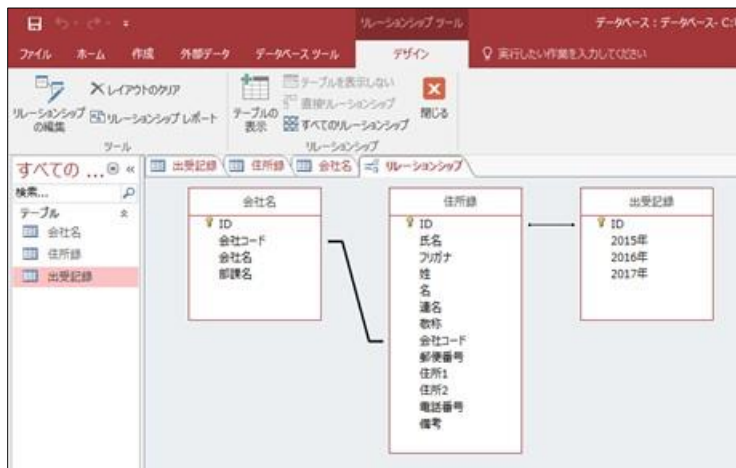 リレーションシップ ツール
データベース : データベース- C:¥
ファイル ホーム 作成 外部データ データベース ツール デザイン 実行したい作業を入力してください
リレーションシップの編集
レイアウトのクリア
リレーションシップ レポート
ツール
テーブルの表示
テーブルを表示しない
直接リレーションシップ
すべてのリレーションシップ
閉じる
リレーションシップ
すべての ...
検索...
テーブル
会社名
住所録
出受記録
出受記録 住所録 会社名 リレーションシップ
会社名
ID
会社コード
会社名
部課名
住所録
ID
氏名
フリガナ
姓
名
連名
敬称
会社コード
郵便番号
住所1
住所2
電話番号
備考
出受記録
ID
2015年
2016年
2017年